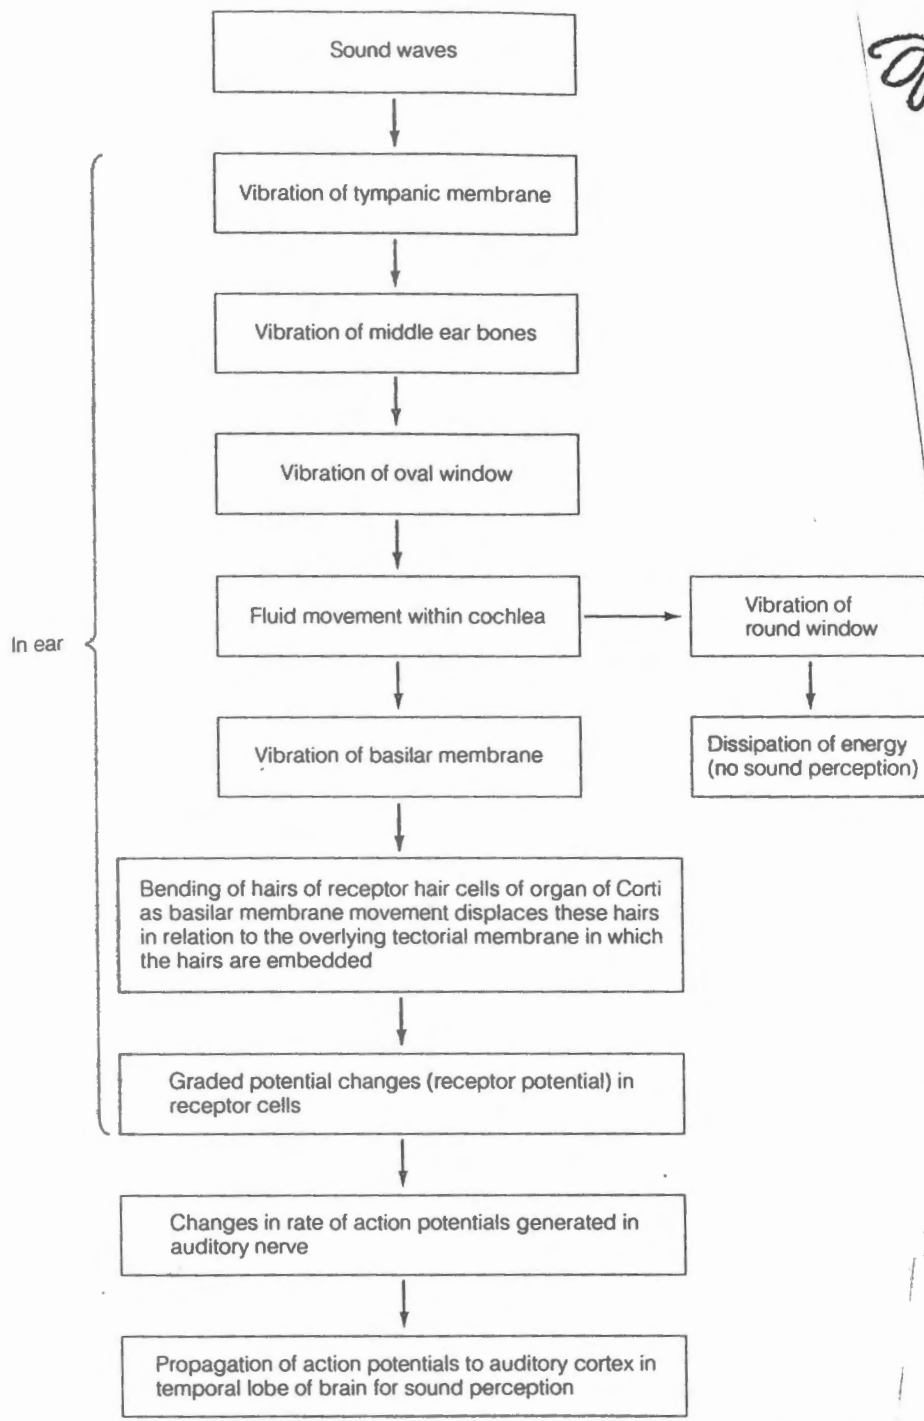 Sound waves
Vibration of tympanic membrane
Vibration of middle ear bones
Vibration of oval window
Fluid movement within cochlea
Vibration of
round window
In ear
Vibration of basilar membrane
Dissipation of energy
(no sound perception)
Bending of hairs of receptor hair cells of organ of Corti
as basilar membrane movement displaces these hairs
in relation to the overlying tectorial membrane in which
the hairs are embedded
Graded potential changes (receptor potential) in
receptor cells
Changes in rate of action potentials generated in
auditory nerve
Propagation of action potentials to auditory cortex in
temporal lobe of brain for sound perception